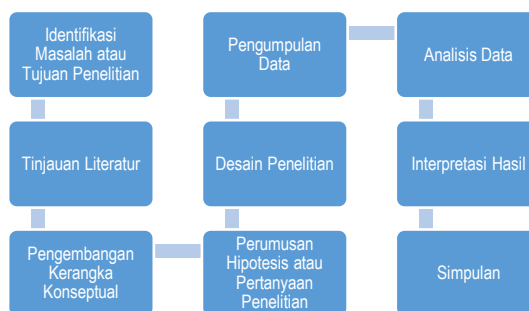 Identifikasi
Masalah atau
Tujuan Penelitian
Tinjauan Literatur
Pengembangan
Kerangka
Konseptual
Perumusan
Hipotesis atau
Pertanyaan
Penelitian
Desain Penelitian
Pengumpulan
Data
Analisis Data
Interpretasi Hasil
Simpulan